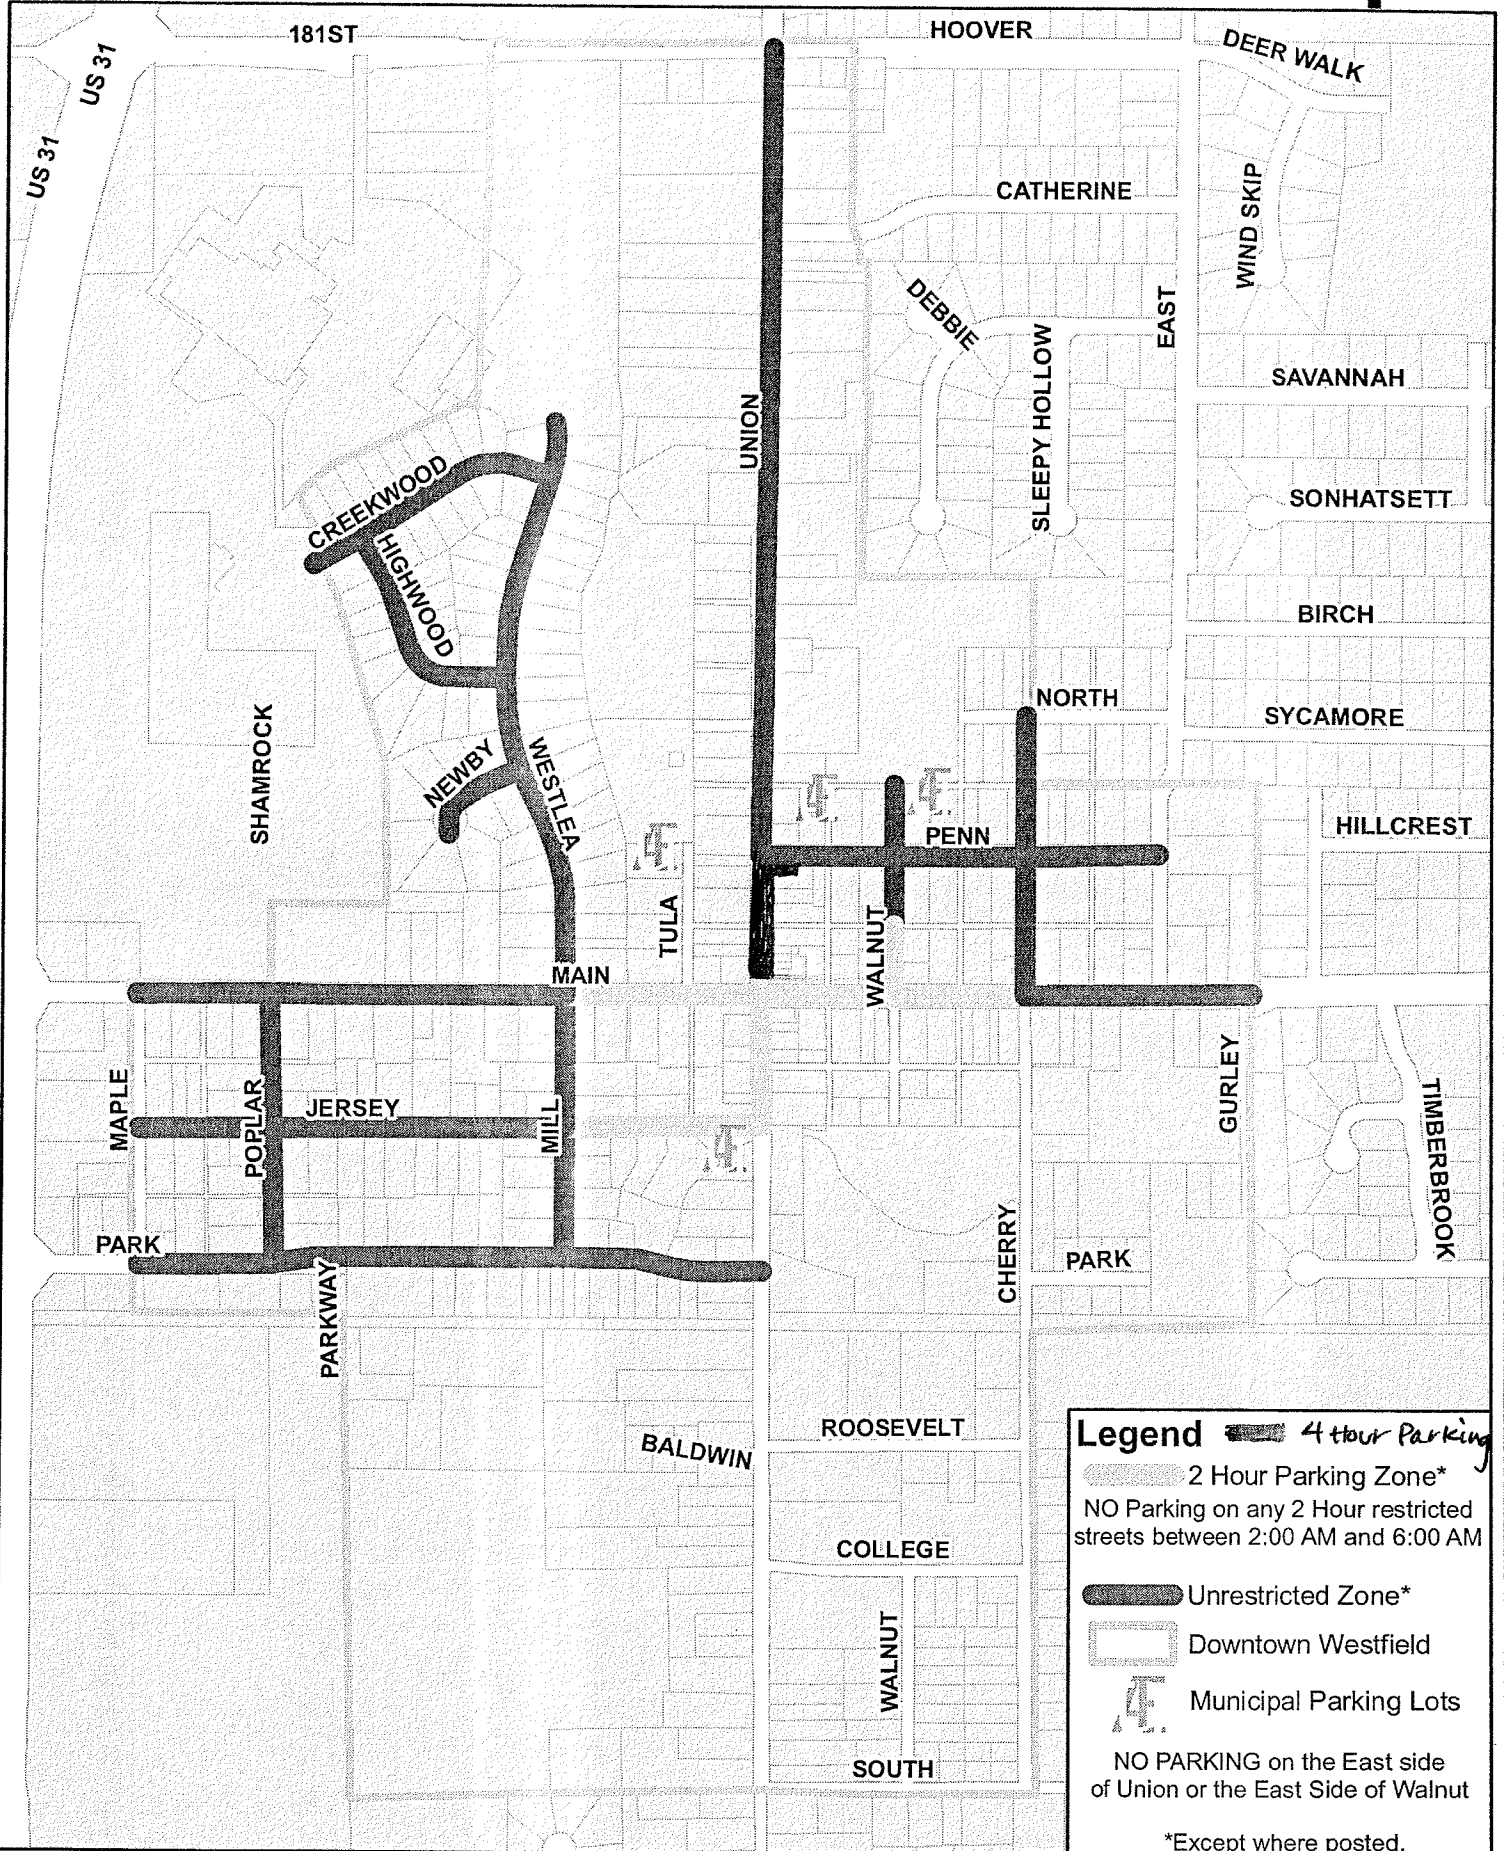 181ST
HOOVER
DEER WALK
US 31
US 31
CATHERINE
WIND SKIP
DEBBIE
EAST
SLEEPY HOLLOW
SAVANNAH
UNION
CREEKWOOD
SONHATSETT
HIGHWOOD
BIRCH
NORTH
SYCAMORE
SHAMROCK
NEWBY
WESTLEA
HILLCREST
PENN
TULA
WALNUT
MAIN
GURLEY
MAPLE
POPLAR
JERSEY
MILL
TIMBERBROOK
CHERRY
PARK
PARK
PARKWAY
ROOSEVELT
BALDWIN
COLLEGE
WALNUT
SOUTH
Legend 4 Hour Parking
2 Hour Parking Zone*
NO Parking on any 2 Hour restricted
streets between 2:00 AM and 6:00 AM
Unrestricted Zone*
Downtown Westfield
Municipal Parking Lots
NO PARKING on the East side
of Union or the East Side of Walnut
*Except where posted.